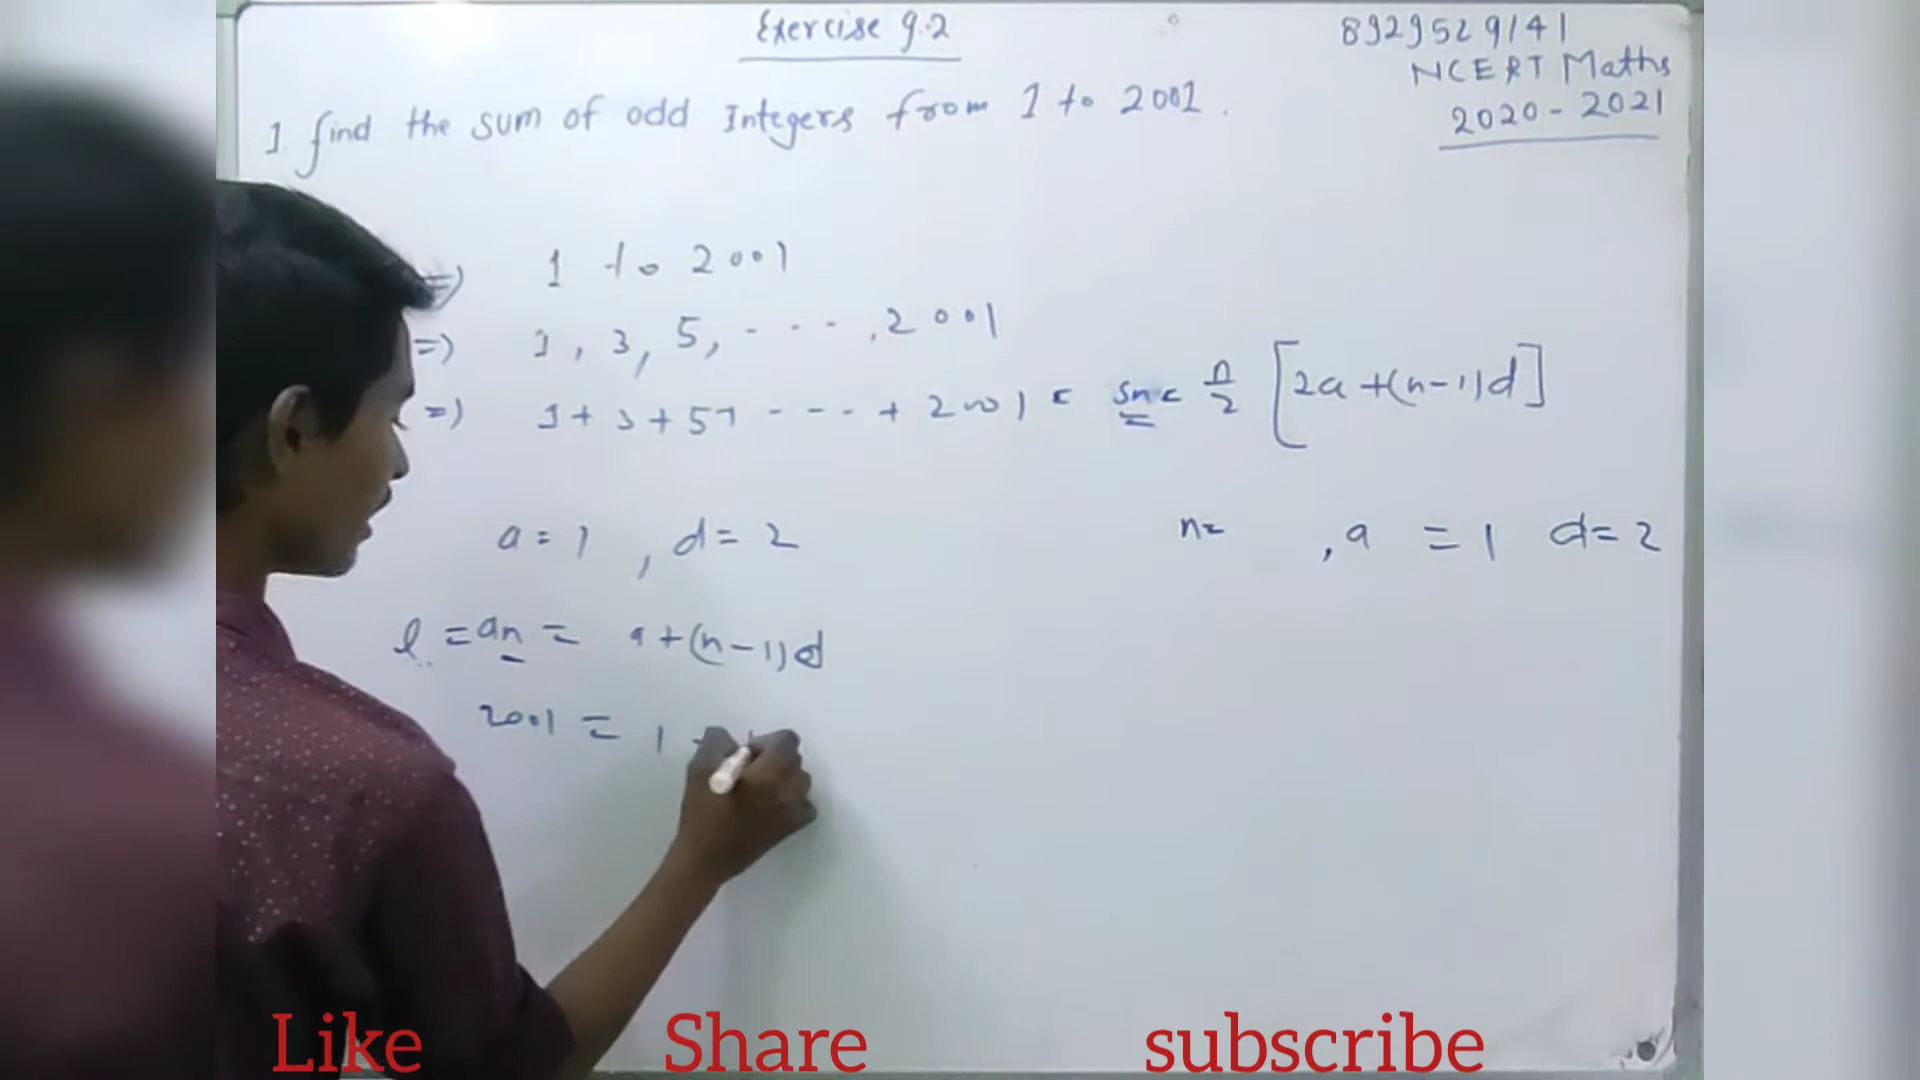 Exercise 9.2
8929529141
NCERT Maths
2020-2021
1 find the sum of odd Integers from 1 to 2001.
=) 1 to 2001
=) 1, 3, 5, - - - , 2001
=) 1+3+5+ - - - + 2001 = Sn = n/2 [2a+(n-1)d]
a = 1 , d = 2
n= , a = 1 d=2
l = an = a+(n-1)d
2001 = 1
Like Share subscribe